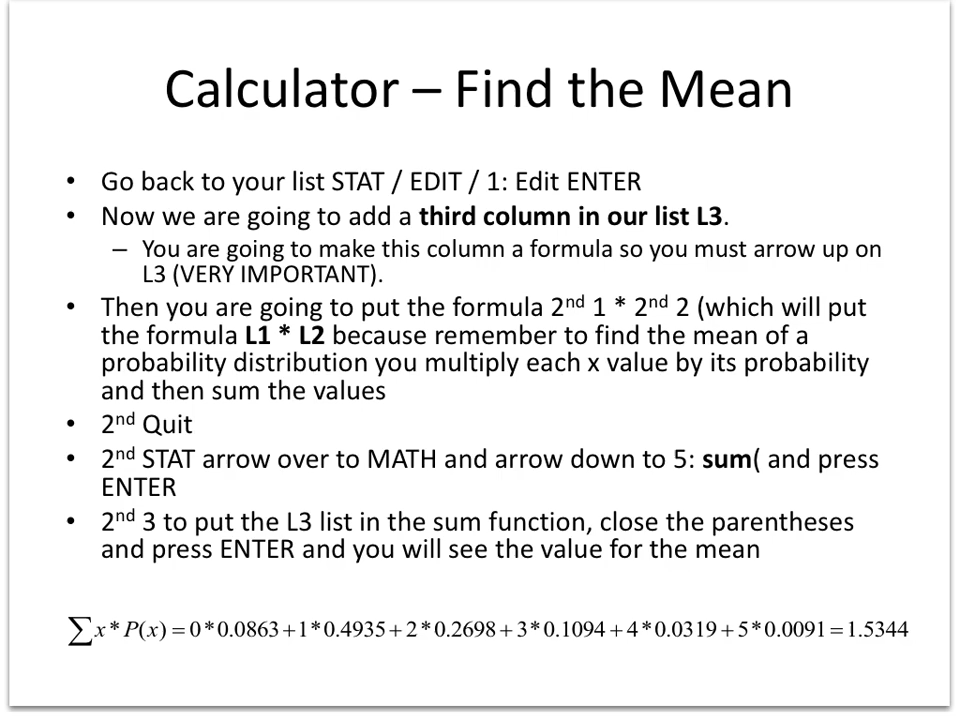 Calculator – Find the Mean
• Go back to your list STAT / EDIT / 1: Edit ENTER
• Now we are going to add a third column in our list L3.
– You are going to make this column a formula so you must arrow up on
L3 (VERY IMPORTANT).
• Then you are going to put the formula 2nd 1 * 2nd 2 (which will put
the formula L1 * L2 because remember to find the mean of a
probability distribution you multiply each x value by its probability
and then sum the values
• 2nd Quit
• 2nd STAT arrow over to MATH and arrow down to 5: sum( and press
ENTER
• 2nd 3 to put the L3 list in the sum function, close the parentheses
and press ENTER and you will see the value for the mean
∑x*P(x)=0*0.0863+1*0.4935+2*0.2698+3*0.1094+4*0.0319+5*0.0091=1.5344